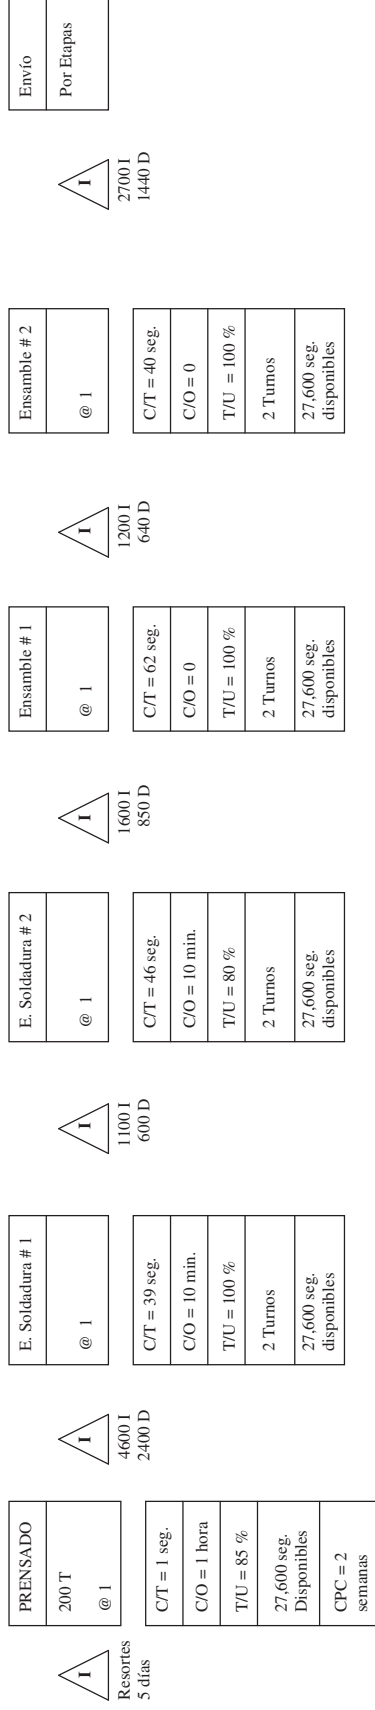 I
Resortes
5 días
PRENSADO
200 T
@ 1
C/T = 1 seg.
C/O = 1 hora
T/U = 85 %
27,600 seg.
Disponibles
CPC = 2
semanas
I
4600 I
2400 D
E. Soldadura # 1
@ 1
C/T = 39 seg.
C/O = 10 min.
T/U = 100 %
2 Turnos
27,600 seg.
disponibles
I
1100 I
600 D
E. Soldadura # 2
@ 1
C/T = 46 seg.
C/O = 10 min.
T/U = 80 %
2 Turnos
27,600 seg.
disponibles
I
1600 I
850 D
Ensamble # 1
@ 1
C/T = 62 seg.
C/O = 0
T/U = 100 %
2 Turnos
27,600 seg.
disponibles
I
1200 I
640 D
Ensamble # 2
@ 1
C/T = 40 seg.
C/O = 0
T/U = 100 %
2 Turnos
27,600 seg.
disponibles
I
2700 I
1440 D
Envío
Por Etapas